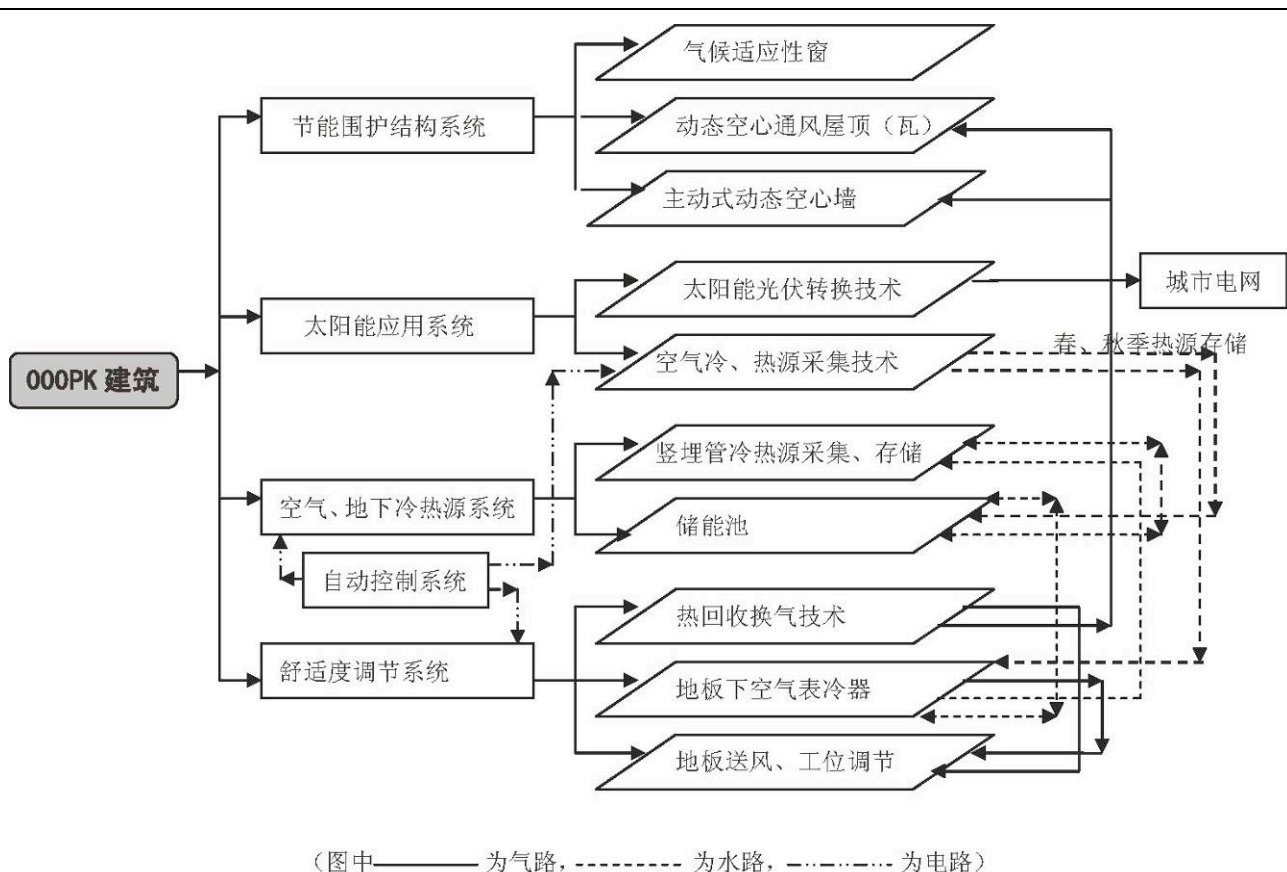 气候适应性窗
节能围护结构系统
动态空心通风屋顶（瓦）
主动式动态空心墙
太阳能光伏转换技术
城市电网
太阳能应用系统
春、秋季热源存储
空气冷、热源采集技术
000PK 建筑
竖埋管冷热源采集、存储
空气、地下冷热源系统
储能池
自动控制系统
热回收换气技术
舒适度调节系统
地板下空气表冷器
地板送风、工位调节
（图中 为气路， 为水路， 为电路）